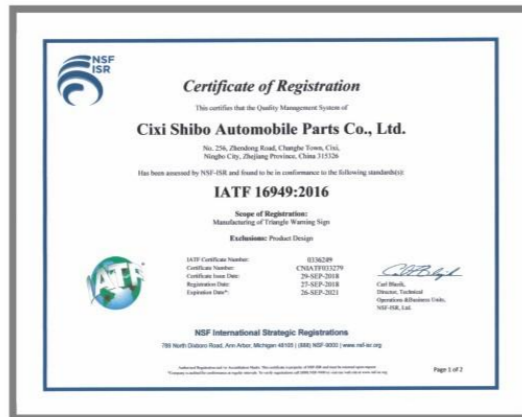 NSF
ISR
Certificate of Registration
This certifies that the Quality Management System of
Cixi Shibo Automobile Parts Co., Ltd.
No. 256, Zhendong Road, Changhe Town, Cixi,
Ningbo City, Zhejiang Province, China 315326
Has been assessed by NSF-ISR and found to be in conformance to the following standard(s):
IATF 16949:2016
Scope of Registration:
Manufacturing of Triangle Warning Sign
Exclusions: Product Design
IATF
IATF Certificate Number: 0336249
Certificate Number: CNIATF033279
Certificate Issue Date: 29-SEP-2018
Registration Date: 27-SEP-2018
Expiration Date*: 26-SEP-2021
Carl Blazik,
Director, Technical
Operations &Business Units,
NSF-ISR, Ltd.
NSF International Strategic Registrations
789 North Dixboro Road, Ann Arbor, Michigan 48105 | (888) NSF-9000 | www.nsf-isr.org
Page 1 of 2